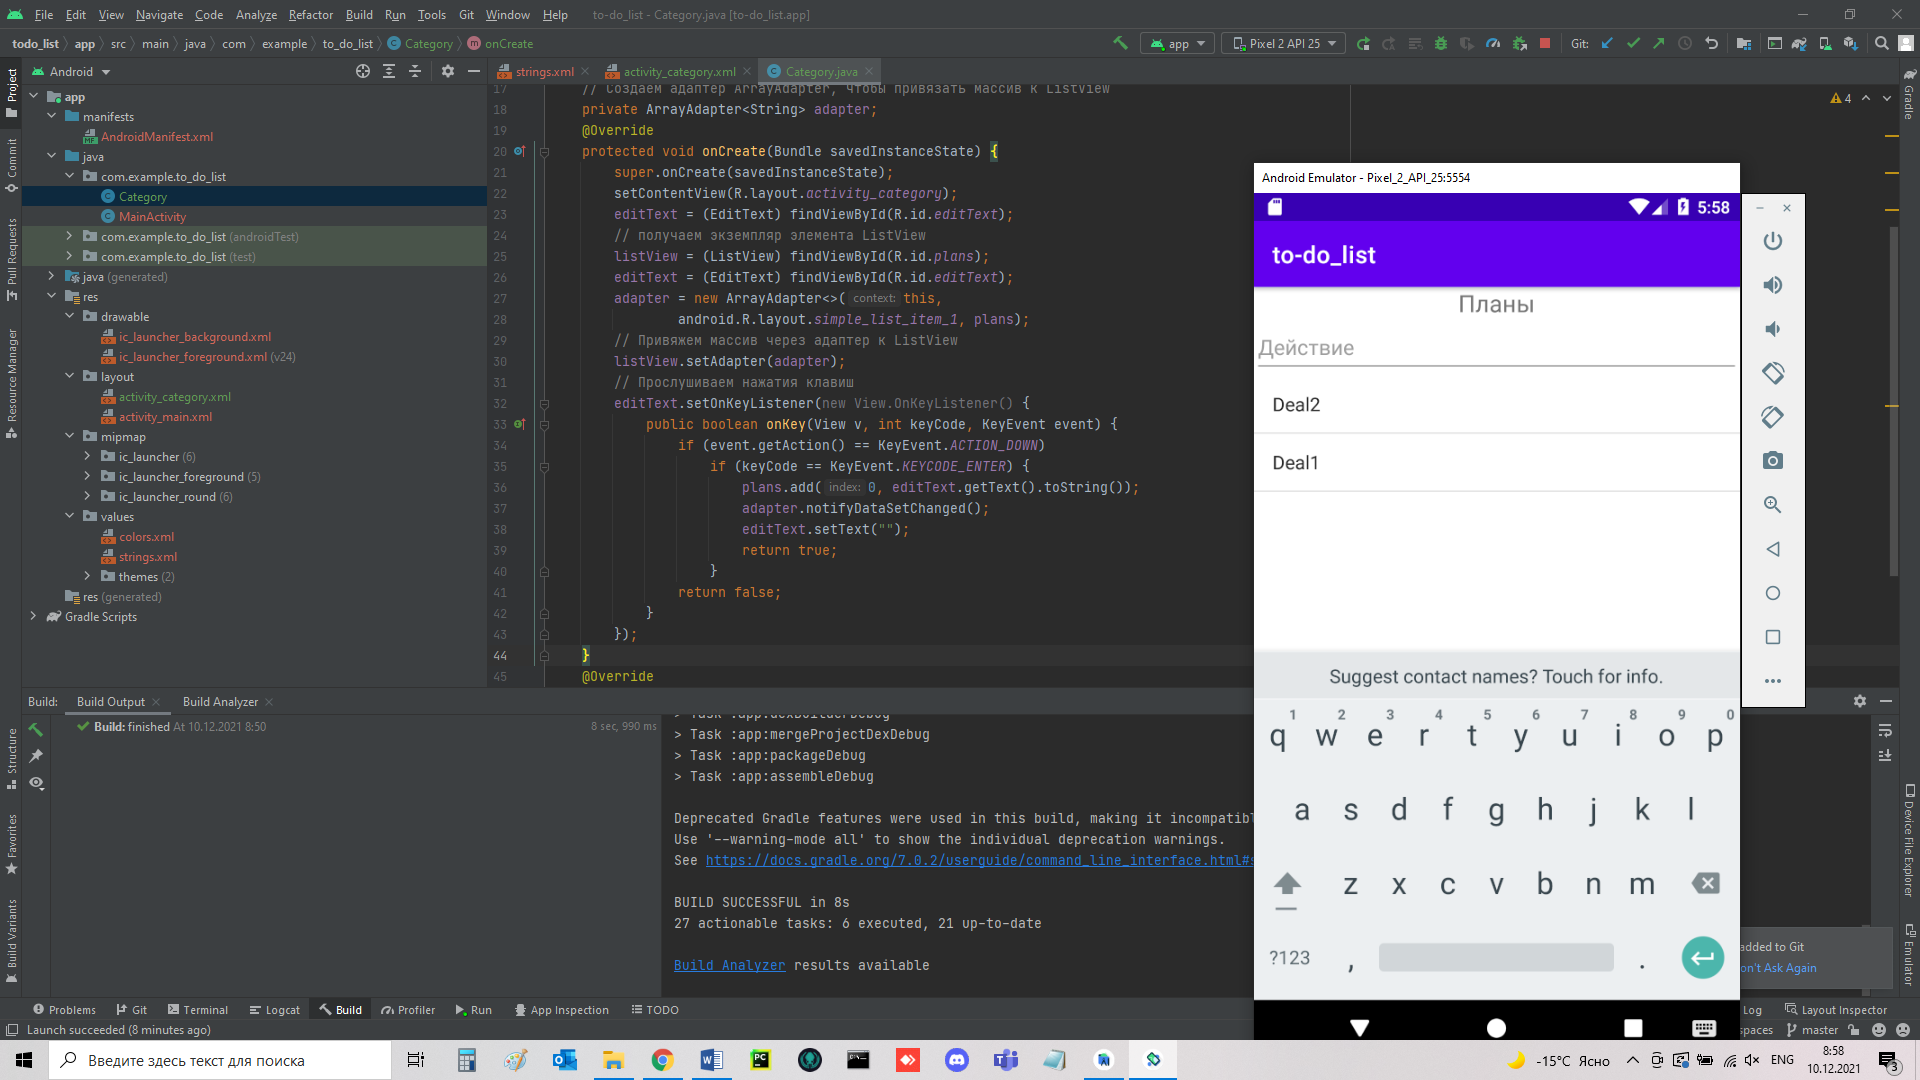 File Edit View Navigate Code Analyze Refactor Build Run Tools Git Window Help to-do_list - Category.java [to-do_list.app]
todo_list app src main java com example to_do_list Category onCreate
app Pixel 2 API 25 Git:
Project
Commit
Pull Requests
Resource Manager
Structure
Favorites
Build Variants
Android
app
manifests
AndroidManifest.xml
java
com.example.to_do_list
Category
MainActivity
com.example.to_do_list (androidTest)
com.example.to_do_list (test)
java (generated)
res
drawable
ic_launcher_background.xml
ic_launcher_foreground.xml (v24)
layout
activity_category.xml
activity_main.xml
mipmap
ic_launcher (6)
ic_launcher_foreground (5)
ic_launcher_round (6)
values
colors.xml
strings.xml
themes (2)
res (generated)
Gradle Scripts
strings.xml activity_category.xml Category.java
4
17 // Создаём адаптер ArrayAdapter, чтобы привязать массив к ListView
18 private ArrayAdapter<String> adapter;
19 @Override
20 protected void onCreate(Bundle savedInstanceState) {
21 super.onCreate(savedInstanceState);
22 setContentView(R.layout.activity_category);
23 editText = (EditText) findViewById(R.id.editText);
24 // получаем экземпляр элемента ListView
25 listView = (ListView) findViewById(R.id.plans);
26 editText = (EditText) findViewById(R.id.editText);
27 adapter = new ArrayAdapter<>( context: this,
28 android.R.layout.simple_list_item_1, plans);
29 // Привяжем массив через адаптер к ListView
30 listView.setAdapter(adapter);
31 // Прослушиваем нажатия клавиш
32 editText.setOnKeyListener(new View.OnKeyListener() {
33 public boolean onKey(View v, int keyCode, KeyEvent event) {
34 if (event.getAction() == KeyEvent.ACTION_DOWN)
35 if (keyCode == KeyEvent.KEYCODE_ENTER) {
36 plans.add( index: 0, editText.getText().toString());
37 adapter.notifyDataSetChanged();
38 editText.setText("");
39 return true;
40 }
41 return false;
42 }
43 });
44 }
45 @Override
Build: Build Output Build Analyzer
Build: finished At 10.12.2021 8:50 8 sec, 990 ms
> Task :app:dexBuilderDebug
> Task :app:mergeProjectDexDebug
> Task :app:packageDebug
> Task :app:assembleDebug
Deprecated Gradle features were used in this build, making it incompatibl
Use '--warning-mode all' to show the individual deprecation warnings.
See https://docs.gradle.org/7.0.2/userguide/command_line_interface.html#s
BUILD SUCCESSFUL in 8s
27 actionable tasks: 6 executed, 21 up-to-date
Build Analyzer results available
Android Emulator - Pixel_2_API_25:5554
5:58
to-do_list
Планы
Действие
Deal2
Deal1
Suggest contact names? Touch for info.
1 2 3 4 5 6 7 8 9 0
q w e r t y u i o p
a s d f g h j k l
z x c v b n m
?123 , .
Gradle
Device File Explorer
Emulator
added to Git
on't Ask Again
Problems Git Terminal Logcat Build Profiler Run App Inspection TODO Log Layout Inspector
Launch succeeded (8 minutes ago) spaces master
Введите здесь текст для поиска
-15°C Ясно ENG 8:58
10.12.2021
3